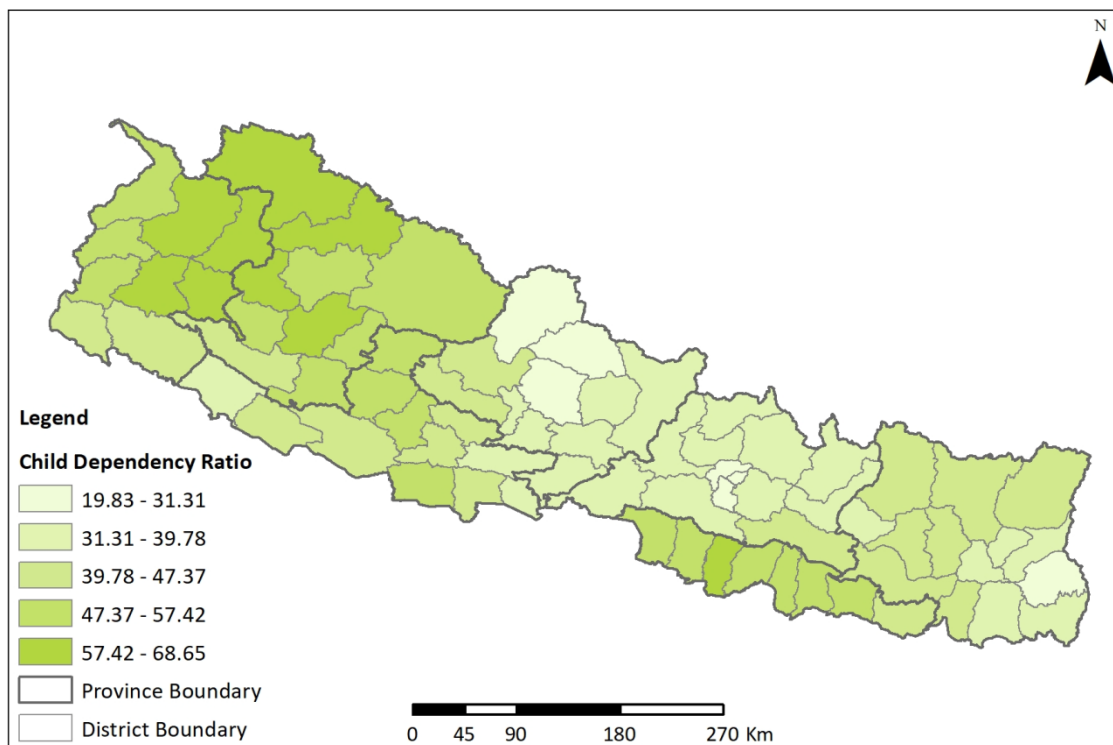 N
Legend
Child Dependency Ratio
19.83 - 31.31
31.31 - 39.78
39.78 - 47.37
47.37 - 57.42
57.42 - 68.65
Province Boundary
District Boundary
0 45 90 180 270 Km